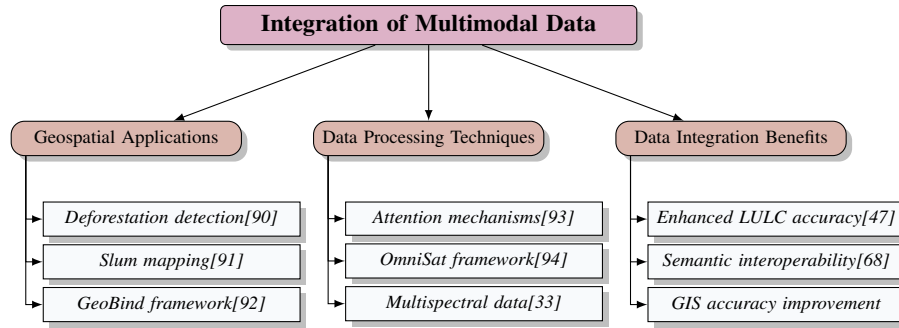 Integration of Multimodal Data
Geospatial Applications
Deforestation detection[90]
Slum mapping[91]
GeoBind framework[92]
Data Processing Techniques
Attention mechanisms[93]
OmniSat framework[94]
Multispectral data[33]
Data Integration Benefits
Enhanced LULC accuracy[47]
Semantic interoperability[68]
GIS accuracy improvement